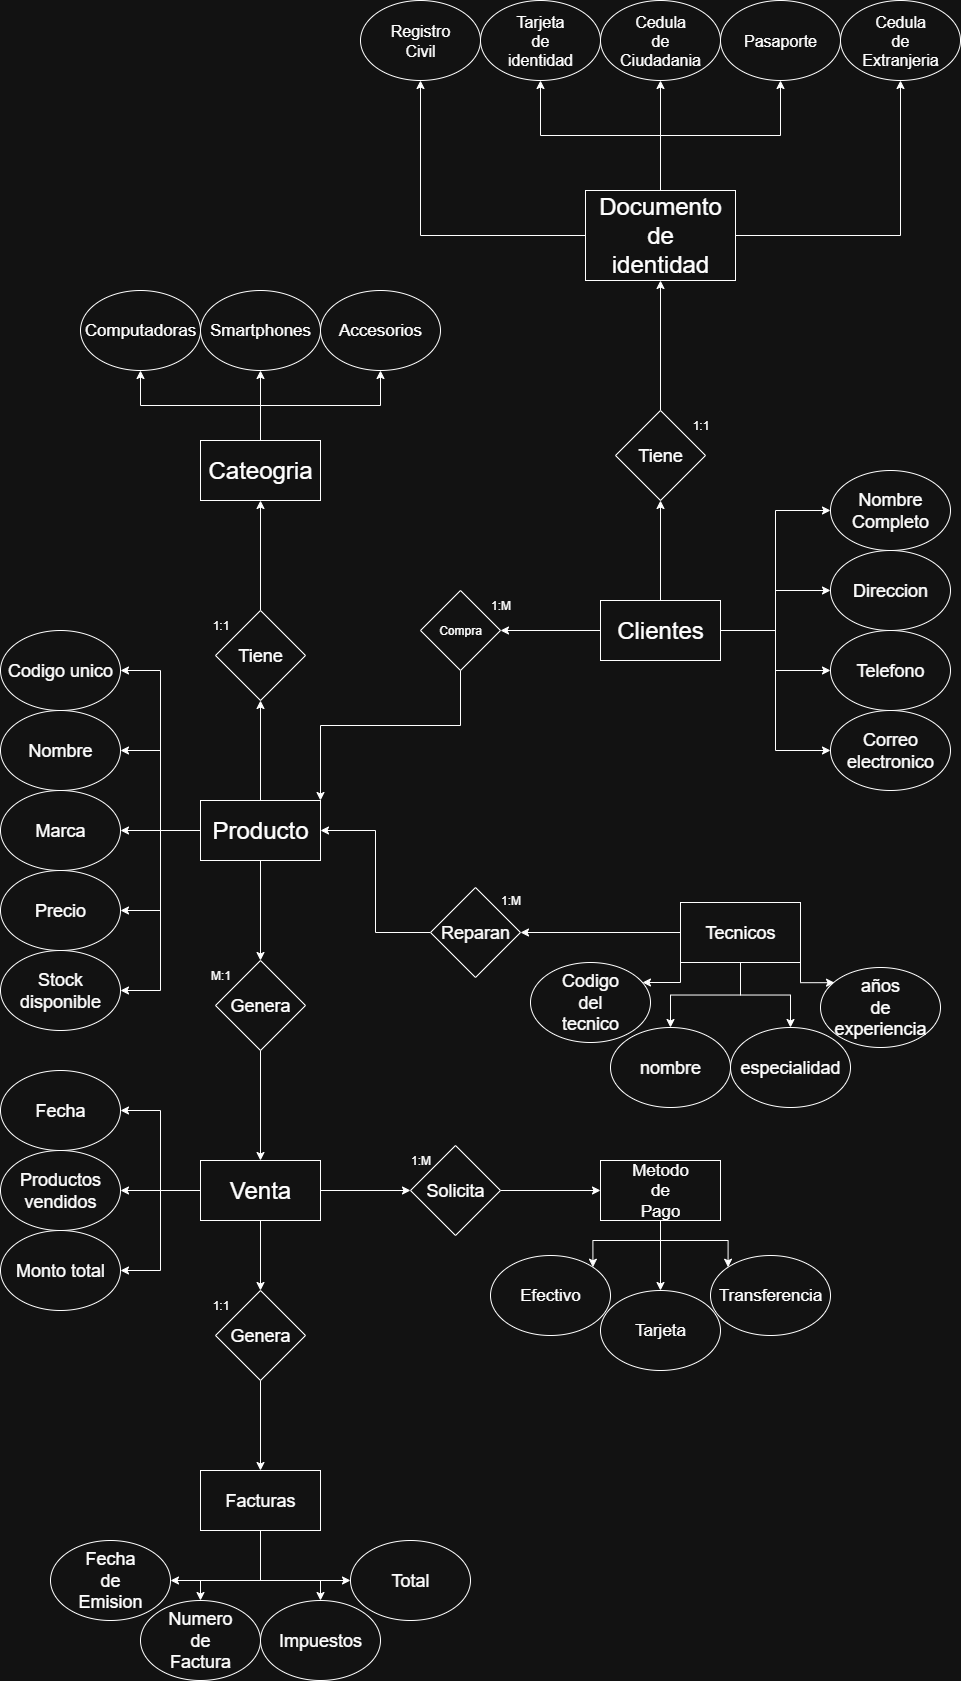 Registro
Civil
Tarjeta
de
identidad
Cedula
de
Ciudadania
Pasaporte
Cedula
de
Extranjeria
Documento
de
identidad
Computadoras
Smartphones
Accesorios
1:1
Tiene
Cateogria
Nombre
Completo
Direccion
Telefono
Correo
electronico
Clientes
1:M
Compra
1:1
Tiene
Codigo unico
Nombre
Marca
Precio
Stock
disponible
Producto
1:M
Reparan
Tecnicos
Codigo
del
tecnico
nombre
especialidad
años
de
experiencia
M:1
Genera
Fecha
Productos
vendidos
Monto total
Venta
1:M
Solicita
Metodo
de
Pago
Efectivo
Tarjeta
Transferencia
1:1
Genera
Facturas
Fecha
de
Emision
Numero
de
Factura
Impuestos
Total